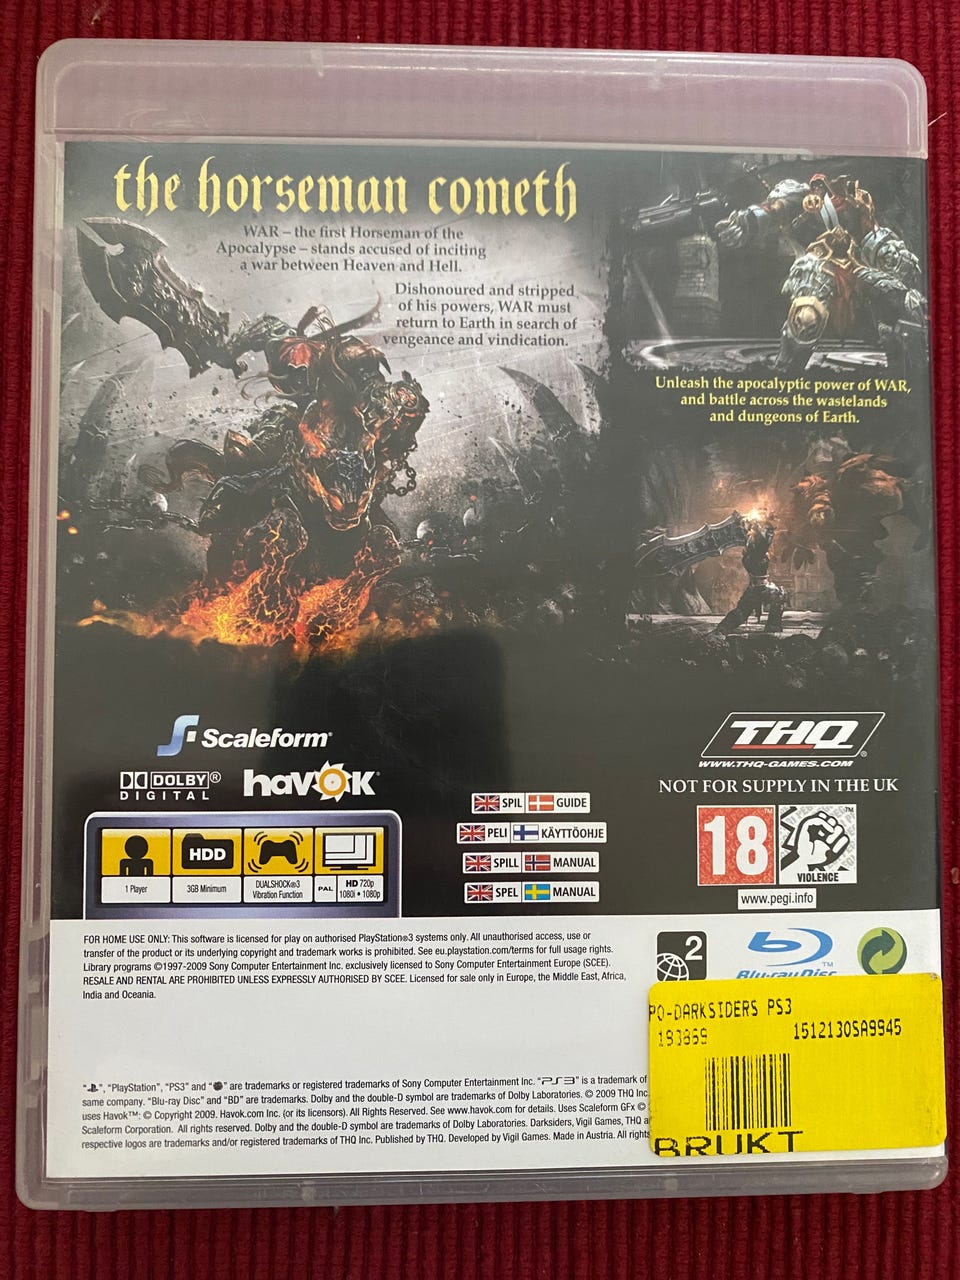 the horseman cometh
WAR – the first Horseman of the
Apocalypse – stands accused of inciting
a war between Heaven and Hell.
Dishonoured and stripped
of his powers, WAR must
return to Earth in search of
vengeance and vindication.
Unleash the apocalyptic power of WAR,
and battle across the wastelands
and dungeons of Earth.
Scaleform
DOLBY®
DIGITAL
havok
THQ®
WWW.THQ-GAMES.COM
NOT FOR SUPPLY IN THE UK
SPIL GUIDE
PELI KÄYTTÖOHJE
SPILL MANUAL
SPEL MANUAL
18
VIOLENCE
www.pegi.info
HDD
1 Player
3GB Minimum
DUALSHOCK®3
Vibration Function
PAL
HD 720p
1080i • 1080p
FOR HOME USE ONLY: This software is licensed for play on authorised PlayStation®3 systems only. All unauthorised access, use or
transfer of the product or its underlying copyright and trademark works is prohibited. See eu.playstation.com/terms for full usage rights.
Library programs ©1997-2009 Sony Computer Entertainment Inc. exclusively licensed to Sony Computer Entertainment Europe (SCEE).
RESALE AND RENTAL ARE PROHIBITED UNLESS EXPRESSLY AUTHORISED BY SCEE. Licensed for sale only in Europe, the Middle East, Africa,
India and Oceania.
2
Blu-ray Disc™
PO-DARKSIDERS PS3
193869
1512130SA9945
BRUKT
“ ”, “PlayStation”, “PS3” and “ ” are trademarks or registered trademarks of Sony Computer Entertainment Inc. “PS3” is a trademark of
same company. “Blu-ray Disc” and “BD” are trademarks. Dolby and the double-D symbol are trademarks of Dolby Laboratories. © 2009 THQ Inc.
uses Havok™: © Copyright 2009. Havok.com Inc. (or its licensors). All Rights Reserved. See www.havok.com for details. Uses Scaleform GFx ©
Scaleform Corporation. All rights reserved. Dolby and the double-D symbol are trademarks of Dolby Laboratories. Darksiders, Vigil Games, THQ
respective logos are trademarks and/or registered trademarks of THQ Inc. Published by THQ. Developed by Vigil Games. Made in Austria. All rights